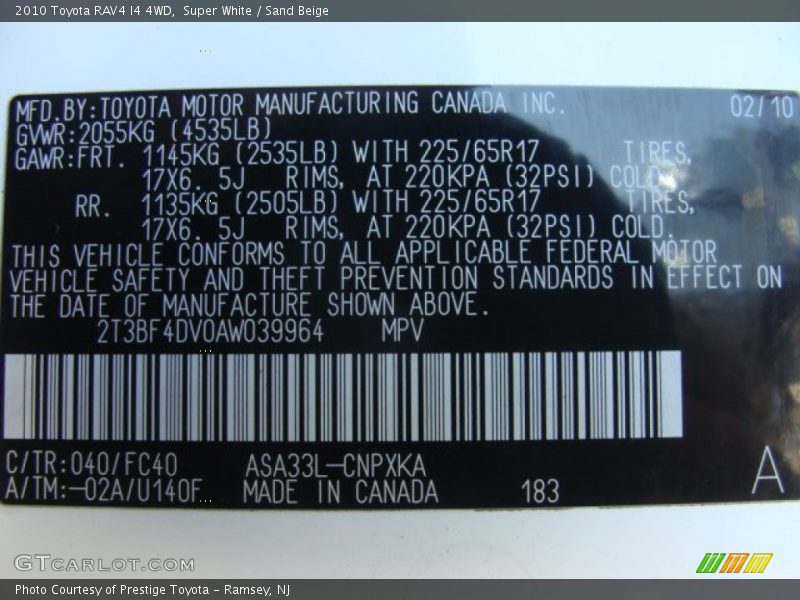 2010 Toyota RAV4 I4 4WD,  Super White / Sand Beige
MFD.BY:TOYOTA MOTOR MANUFACTURING CANADA INC. 02/10
GVWR:2055KG (4535LB)
GAWR:FRT. 1145KG (2535LB) WITH 225/65R17 TIRES,
17X6. 5J RIMS, AT 220KPA (32PSI) COLD.
RR. 1135KG (2505LB) WITH 225/65R17 TIRES,
17X6. 5J RIMS, AT 220KPA (32PSI) COLD.
THIS VEHICLE CONFORMS TO ALL APPLICABLE FEDERAL MOTOR
VEHICLE SAFETY AND THEFT PREVENTION STANDARDS IN EFFECT ON
THE DATE OF MANUFACTURE SHOWN ABOVE.
2T3BF4DV0AW039964 MPV
C/TR:040/FC40 ASA33L-CNPXKA A
A/TM:-02A/U140F MADE IN CANADA 183
GTCARLOT.COM
Photo Courtesy of Prestige Toyota - Ramsey, NJ